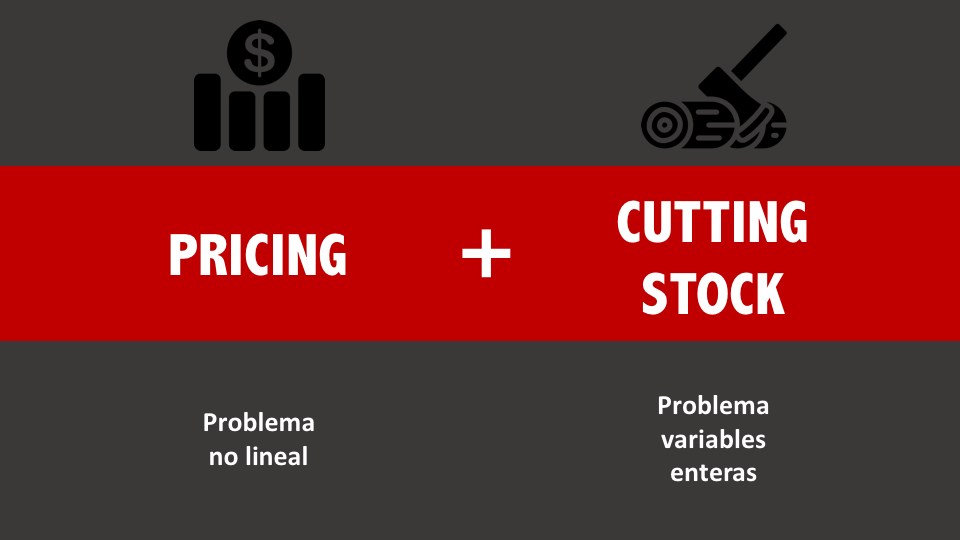 $
PRICING
+
CUTTING
STOCK
Problema
no lineal
Problema
variables
enteras